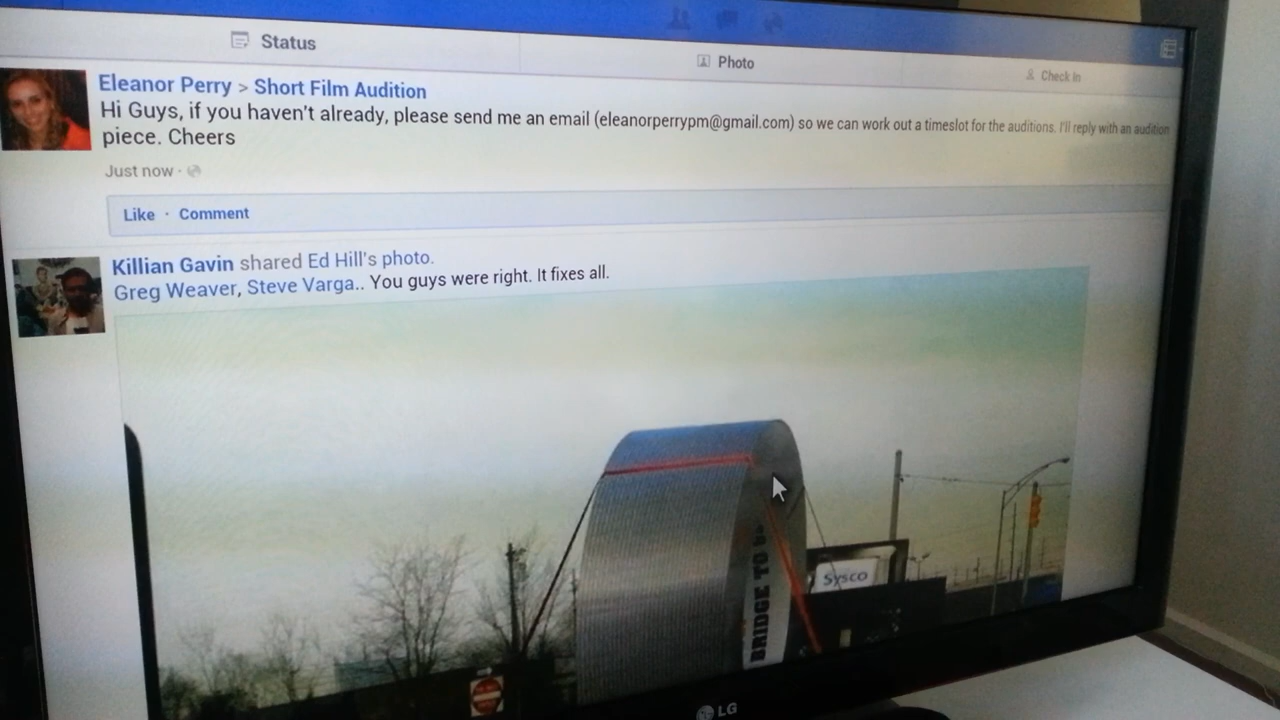 Status
Photo
Check In
Eleanor Perry > Short Film Audition
Hi Guys, if you haven't already, please send me an email (eleanorperrypm@gmail.com) so we can work out a timeslot for the auditions. I'll reply with an audition
piece. Cheers
Just now ·
Like · Comment
Killian Gavin shared Ed Hill's photo.
Greg Weaver, Steve Varga.. You guys were right. It fixes all.
Sysco
BRIDGE TO
LG